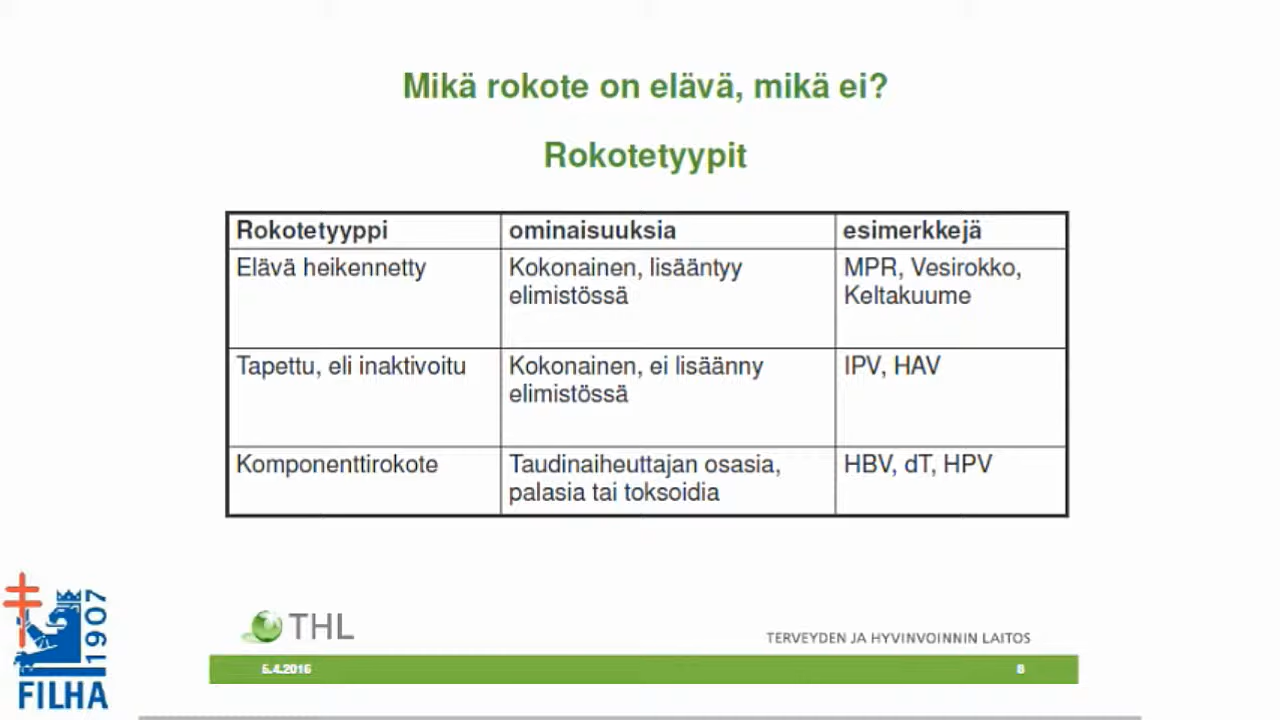 Mikä rokote on elävä, mikä ei?
Rokotetyypit
Rokotetyyppi
ominaisuuksia
esimerkkejä
Elävä heikennetty
Kokonainen, lisääntyy
elimistössä
MPR, Vesirokko,
Keltakuume
Tapettu, eli inaktivoitu
Kokonainen, ei lisäänny
elimistössä
IPV, HAV
Komponenttirokote
Taudinaiheuttajan osasia,
palasia tai toksoidia
HBV, dT, HPV
1907
FILHA
THL
TERVEYDEN JA HYVINVOINNIN LAITOS
5.4.2016
8